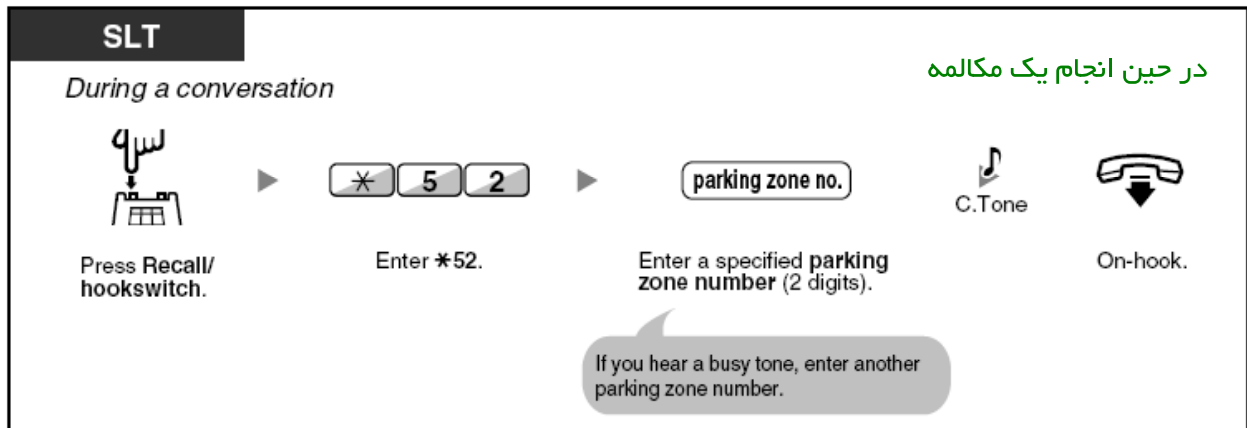 SLT
در حین انجام یک مکالمه
During a conversation
* 5 2
parking zone no.
C.Tone
Press Recall/
hookswitch.
Enter *52.
Enter a specified parking
zone number (2 digits).
On-hook.
If you hear a busy tone, enter another
parking zone number.